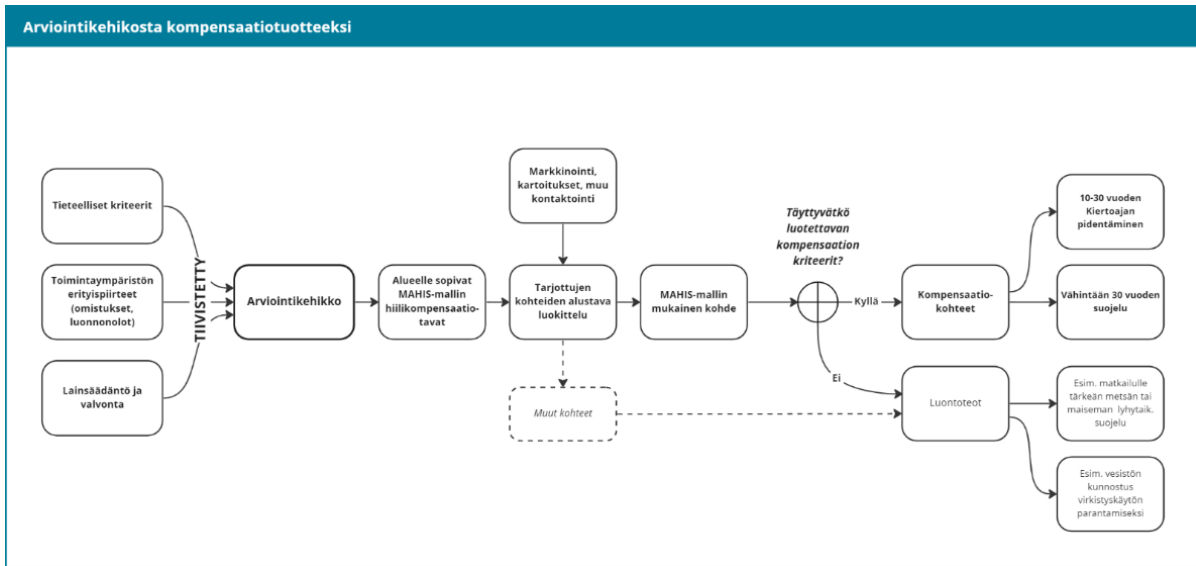 Arviointikehikosta kompensaatiotuotteeksi
Tieteelliset kriteerit
Toimintaympäristön
erityispiirteet
(omistukset,
luonnonolot)
Lainsäädäntö ja
valvonta
TIIVISTETTY
Arviointikehikko
Alueelle sopivat
MAHIS-mallin
hiilikompensaatio-
tavat
Markkinointi,
kartoitukset, muu
kontaktointi
Tarjottujen
kohteiden alustava
luokittelu
Muut kohteet
MAHIS-mallin
mukainen kohde
Täyttyvätkö
luotettavan
kompensaation
kriteerit?
Kyllä
Ei
Kompensaatio-
kohteet
Luontoteot
10-30 vuoden
Kiertoajan
pidentäminen
Vähintään 30 vuoden
suojelu
Esim. matkailulle
tärkeän metsän tai
maiseman lyhytaik.
suojelu
Esim. vesistön
kunnostus
virkistyskäytön
parantamiseksi